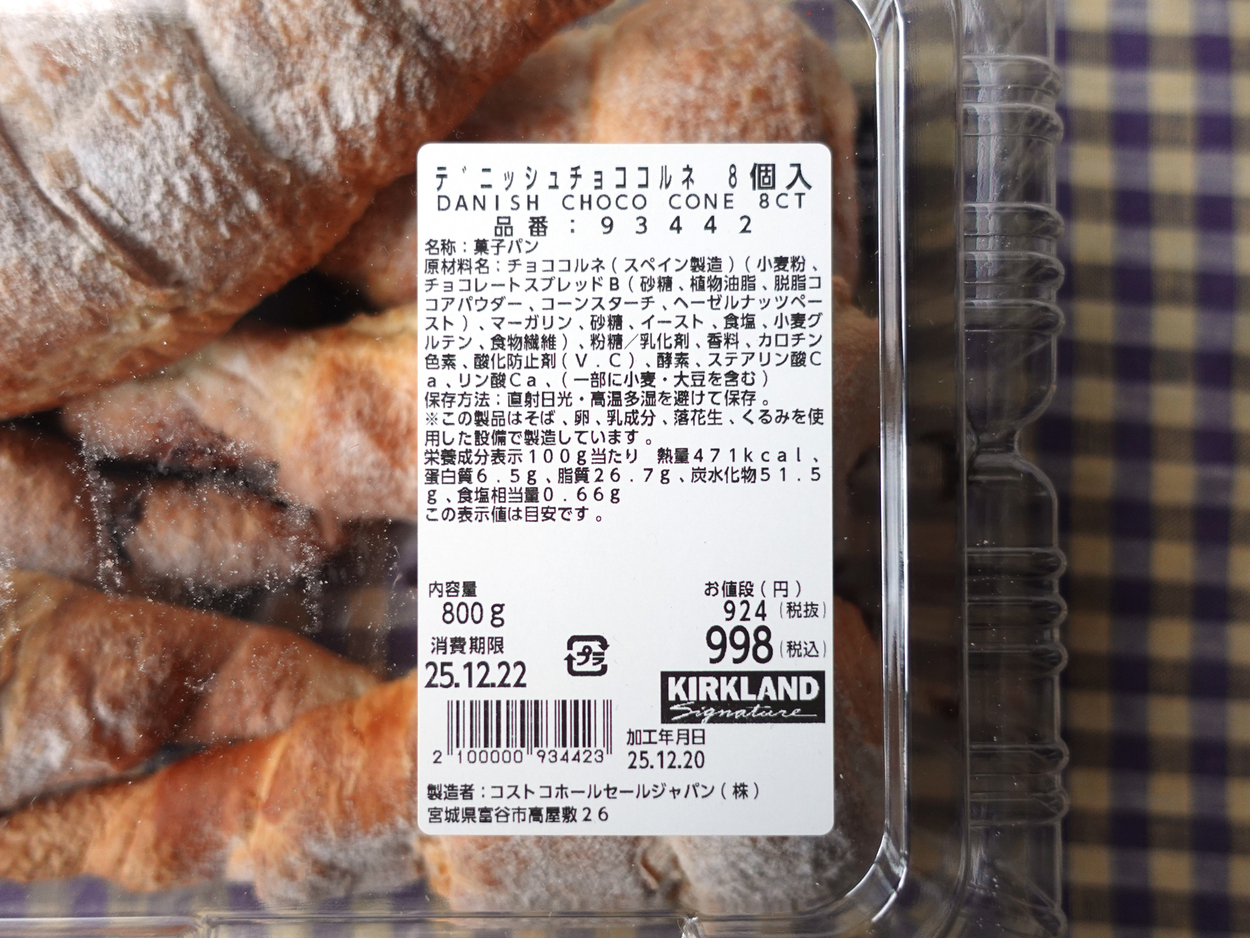 デニッシュチョココルネ 8個入
DANISH CHOCO CONE 8CT
品番：93442
名称：菓子パン
原材料名：チョココルネ(スペイン製造)(小麦粉、
チョコレートスプレッドB(砂糖、植物油脂、脱脂コ
コアパウダー、コーンスターチ、ヘーゼルナッツペー
スト)、マーガリン、砂糖、イースト、食塩、小麦グ
ルテン、食物繊維)、粉糖／乳化剤、香料、カロチン
色素、酸化防止剤(V.C)、酵素、ステアリン酸C
a、リン酸Ca、(一部に小麦・大豆を含む)
保存方法：直射日光・高温多湿を避けて保存。
※この製品はそば、卵、乳成分、落花生、くるみを使
用した設備で製造しています。
栄養成分表示100g当たり 熱量471kcal、
蛋白質6.5g、脂質26.7g、炭水化物51.5
g、食塩相当量0.66g
この表示値は目安です。
内容量 お値段(円)
800g 924(税抜)
998(税込)
消費期限 プラ
25.12.22
KIRKLAND
Signature
2 100000 934423
加工年月日
25.12.20
製造者：コストコホールセールジャパン(株)
宮城県富谷市高屋敷26